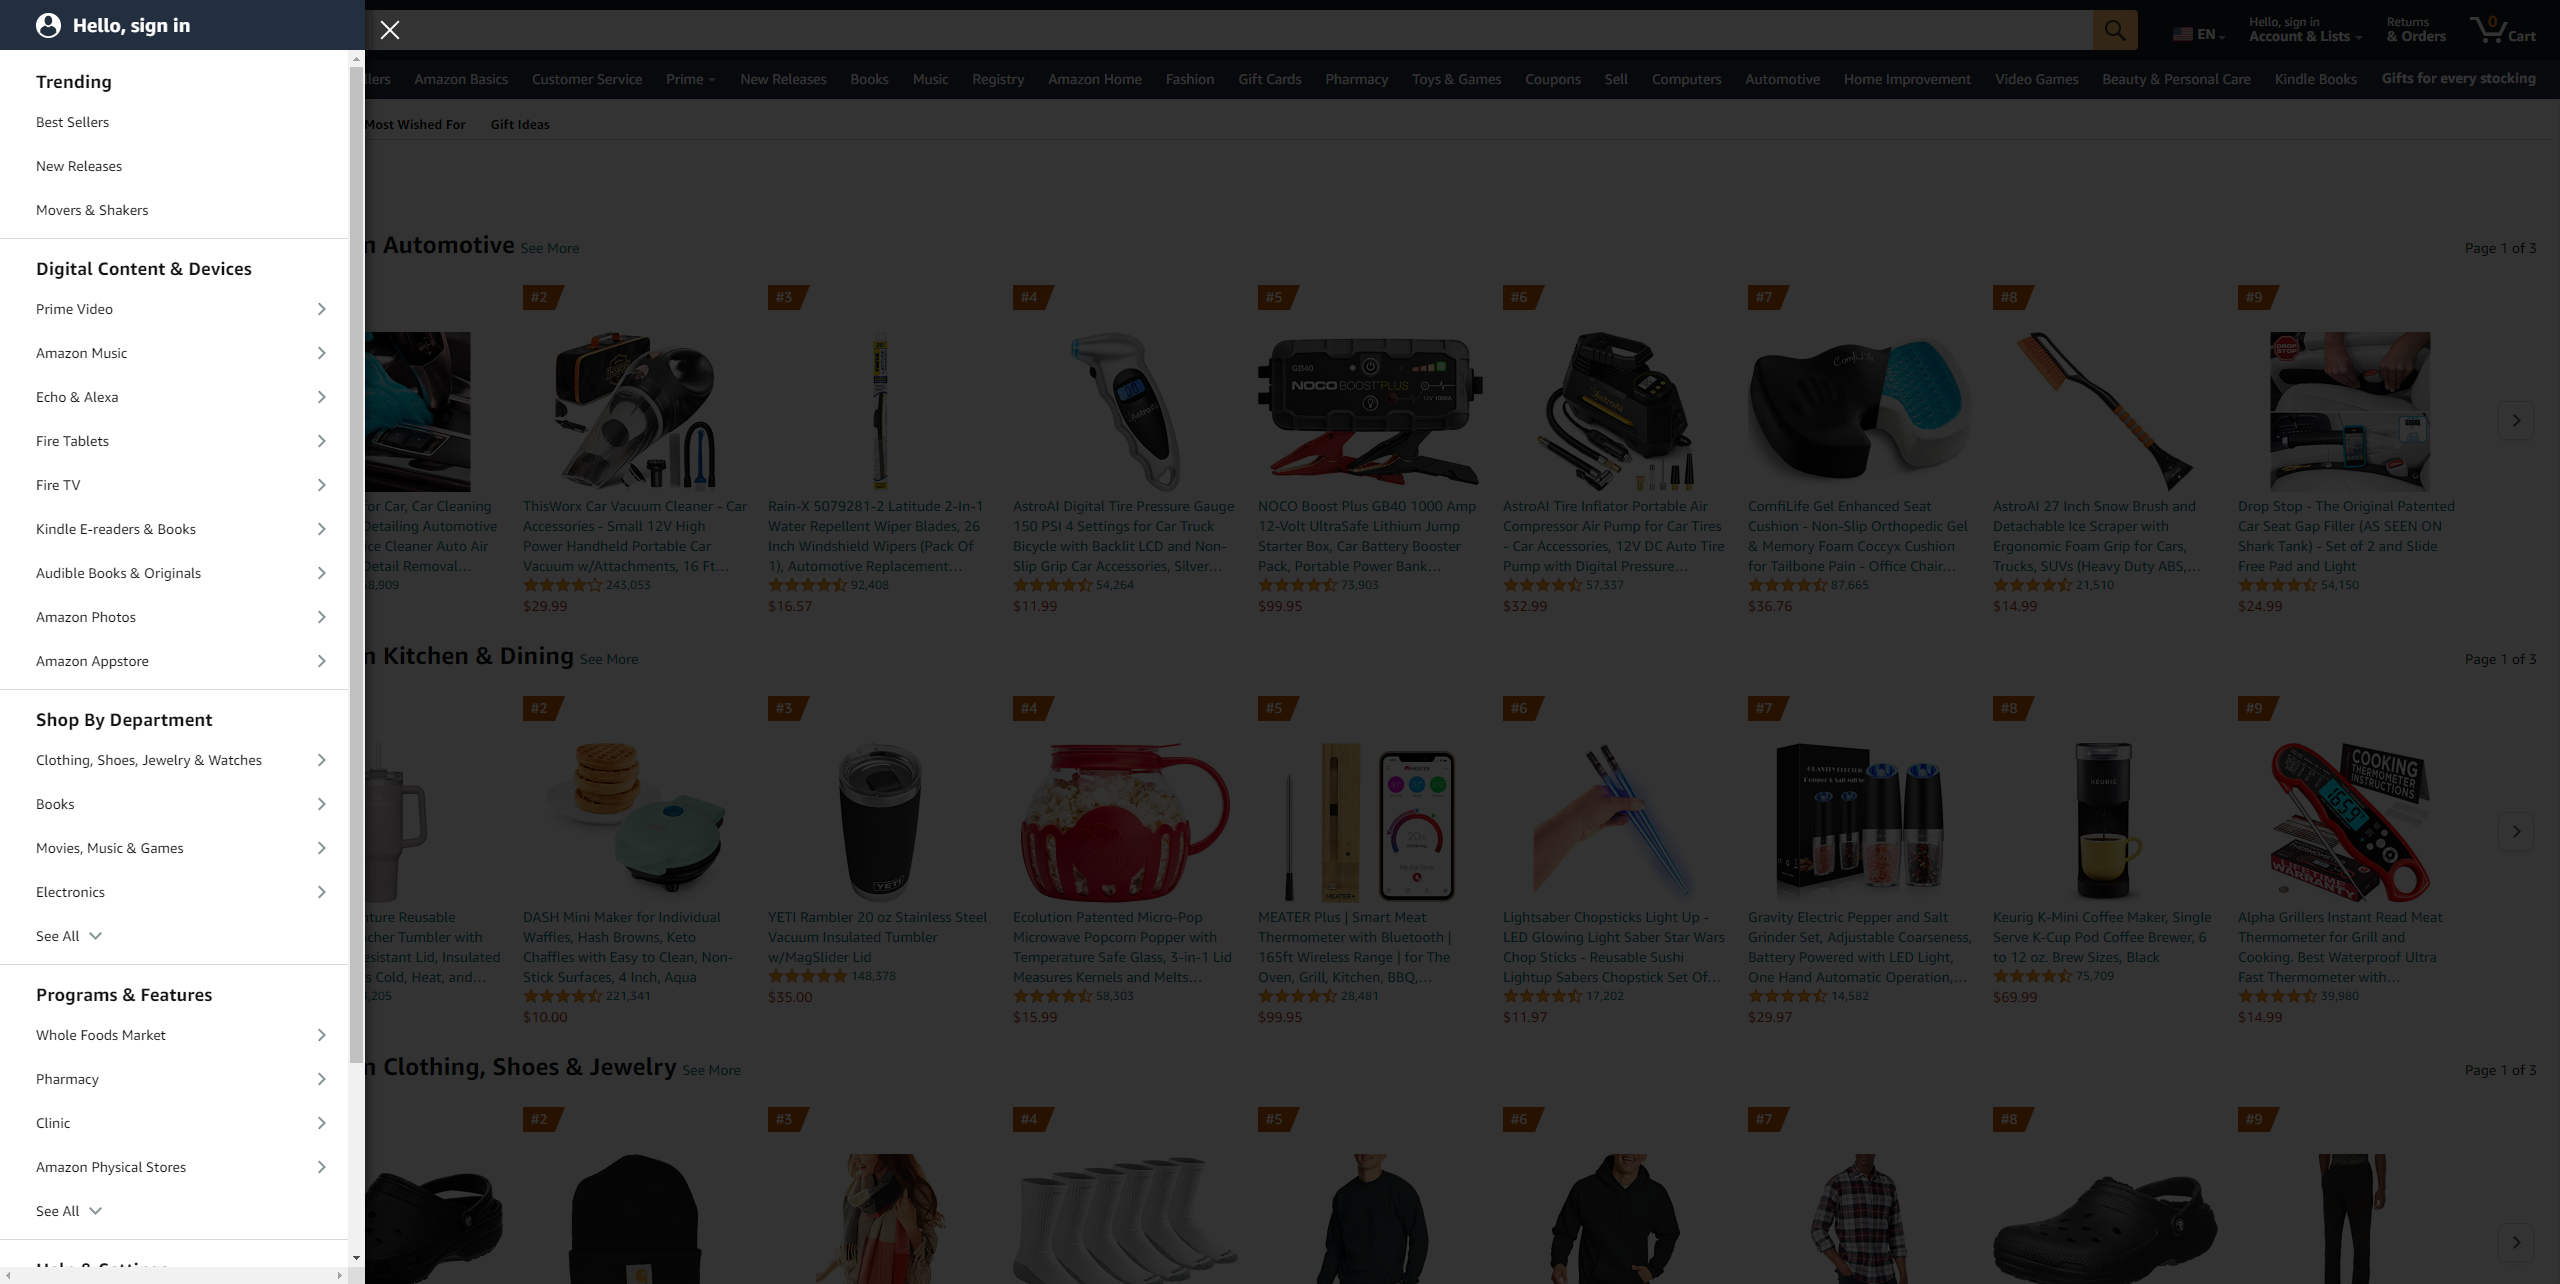 Hello, sign in
EN
Hello, sign in
Account & Lists
Returns
& Orders
0
Cart
llers
Amazon Basics
Customer Service
Prime
New Releases
Books
Music
Registry
Amazon Home
Fashion
Gift Cards
Pharmacy
Toys & Games
Coupons
Sell
Computers
Automotive
Home Improvement
Video Games
Beauty & Personal Care
Kindle Books
Gifts for every stocking
Most Wished For
Gift Ideas
Trending
Best Sellers
New Releases
Movers & Shakers
Digital Content & Devices
Prime Video
Amazon Music
Echo & Alexa
Fire Tablets
Fire TV
Kindle E-readers & Books
Audible Books & Originals
Amazon Photos
Amazon Appstore
Shop By Department
Clothing, Shoes, Jewelry & Watches
Books
Movies, Music & Games
Electronics
See All
Programs & Features
Whole Foods Market
Pharmacy
Clinic
Amazon Physical Stores
See All
Help & Settings
n Automotive See More
Page 1 of 3
for Car, Car Cleaning
Detailing Automotive
ice Cleaner Auto Air
Detail Removal…
8,909
#2
ThisWorx Car Vacuum Cleaner - Car
Accessories - Small 12V High
Power Handheld Portable Car
Vacuum w/Attachments, 16 Ft…
243,053
$29.99
#3
Rain-X 5079281-2 Latitude 2-In-1
Water Repellent Wiper Blades, 26
Inch Windshield Wipers (Pack Of
1), Automotive Replacement…
92,408
$16.57
#4
AstroAI
AstroAI Digital Tire Pressure Gauge
150 PSI 4 Settings for Car Truck
Bicycle with Backlit LCD and Non-
Slip Grip Car Accessories, Silver…
54,264
$11.99
#5
GB40
NOCO BOOST PLUS
12V 1000A
NOCO Boost Plus GB40 1000 Amp
12-Volt UltraSafe Lithium Jump
Starter Box, Car Battery Booster
Pack, Portable Power Bank…
73,903
$99.95
#6
AstroAI
AstroAI Tire Inflator Portable Air
Compressor Air Pump for Car Tires
- Car Accessories, 12V DC Auto Tire
Pump with Digital Pressure…
57,337
$32.99
#7
ComfiLife
ComfiLife Gel Enhanced Seat
Cushion - Non-Slip Orthopedic Gel
& Memory Foam Coccyx Cushion
for Tailbone Pain - Office Chair…
87,665
$36.76
#8
AstroAI 27 Inch Snow Brush and
Detachable Ice Scraper with
Ergonomic Foam Grip for Cars,
Trucks, SUVs (Heavy Duty ABS,…
21,510
$14.99
#9
DROP
STOP
Drop Stop - The Original Patented
Car Seat Gap Filler (AS SEEN ON
Shark Tank) - Set of 2 and Slide
Free Pad and Light
54,150
$24.99
n Kitchen & Dining See More
Page 1 of 3
nture Reusable
ncher Tumbler with
esistant Lid, Insulated
s Cold, Heat, and…
,205
#2
DASH Mini Maker for Individual
Waffles, Hash Browns, Keto
Chaffles with Easy to Clean, Non-
Stick Surfaces, 4 Inch, Aqua
221,341
$10.00
#3
YETI
YETI Rambler 20 oz Stainless Steel
Vacuum Insulated Tumbler
w/MagSlider Lid
148,378
$35.00
#4
Ecolution Patented Micro-Pop
Microwave Popcorn Popper with
Temperature Safe Glass, 3-in-1 Lid
Measures Kernels and Melts…
58,303
$15.99
#5
MEATER
MEATER+
MEATER Plus | Smart Meat
Thermometer with Bluetooth |
165ft Wireless Range | for The
Oven, Grill, Kitchen, BBQ,…
28,481
$99.95
#6
Lightsaber Chopsticks Light Up -
LED Glowing Light Saber Star Wars
Chop Sticks - Reusable Sushi
Lightup Sabers Chopstick Set Of…
17,202
$11.97
#7
Gravity Electric Pepper and Salt
Grinder Set, Adjustable Coarseness,
Battery Powered with LED Light,
One Hand Automatic Operation,…
14,582
$29.97
#8
KEURIG
Keurig K-Mini Coffee Maker, Single
Serve K-Cup Pod Coffee Brewer, 6
to 12 oz. Brew Sizes, Black
75,709
$69.99
#9
COOKING
THERMOMETER
INSTRUCTIONS
165.9
LIFETIME
WARRANTY
Alpha Grillers Instant Read Meat
Thermometer for Grill and
Cooking. Best Waterproof Ultra
Fast Thermometer with…
39,980
$14.99
n Clothing, Shoes & Jewelry See More
Page 1 of 3
#2
#3
#4
#5
#6
#7
#8
#9